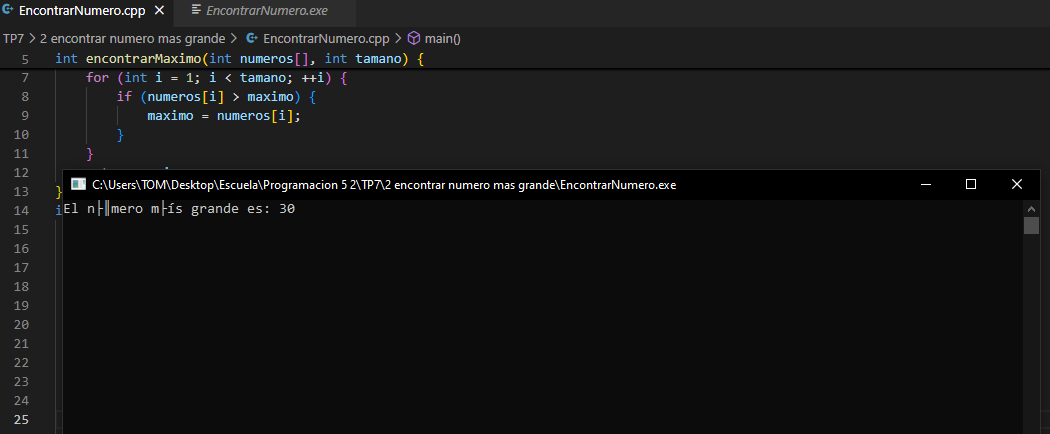 EncontrarNumero.cpp EncontrarNumero.exe
TP7 > 2 encontrar numero mas grande > EncontrarNumero.cpp > main()
5 int encontrarMaximo(int numeros[], int tamano) {
7 for (int i = 1; i < tamano; ++i) {
8 if (numeros[i] > maximo) {
9 maximo = numeros[i];
10 }
11 }
12
C:\Users\TOM\Desktop\Escuela\Programacion 5 2\TP7\2 encontrar numero mas grande\EncontrarNumero.exe
13 }
14 i
El n├║mero m├ís grande es: 30
15
16
17
18
19
20
21
22
23
24
25